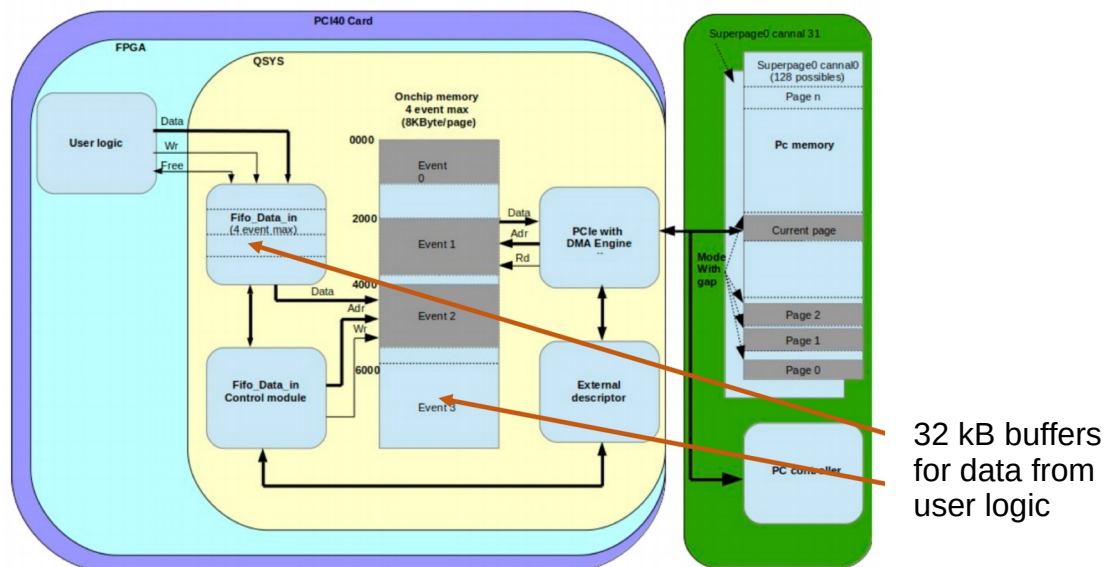 PCI40 Card
FPGA
QSYS
User logic
Data
Wr
Free
Fifo_Data_in
(4 event max)
Data
Adr
Wr
Fifo_Data_in
Control module
Onchip memory
4 event max
(8KByte/page)
0000
2000
4000
6000
Event
0
Event 1
Event 2
Event 3
Data
Adr
Rd
PCIe with
DMA Engine
..
External
descriptor
Superpage0 cannal 31
Superpage0 cannal0
(128 possibles)
Page n
Pc memory
Current page
Mode
With
gap
Page 2
Page 1
Page 0
PC controller
32 kB buffers
for data from
user logic